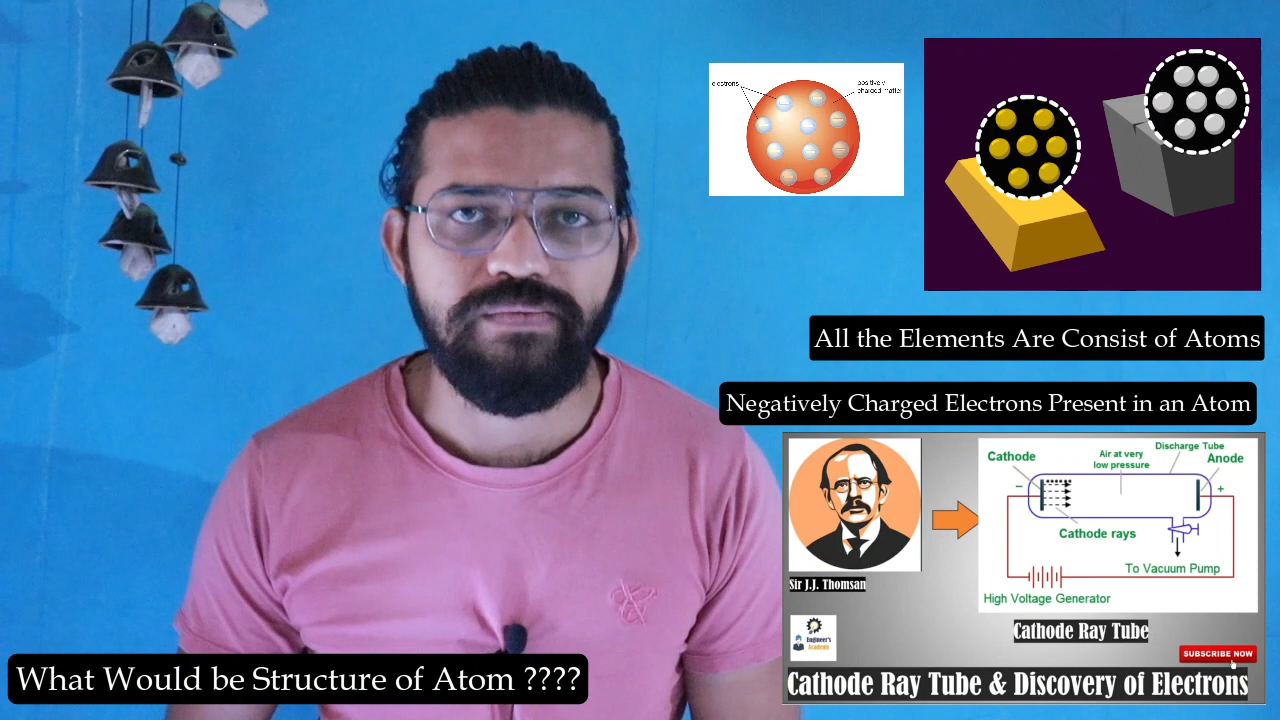 electrons
positively
charged matter
All the Elements Are Consist of Atoms
Negatively Charged Electrons Present in an Atom
Discharge Tube
Cathode
Air at very
low pressure
Anode
−
+
Cathode rays
To Vacuum Pump
High Voltage Generator
Sir J.J. Thomsan
Cathode Ray Tube
Engineer's
Academy
SUBSCRIBE NOW
Cathode Ray Tube & Discovery of Electrons
What Would be Structure of Atom ????